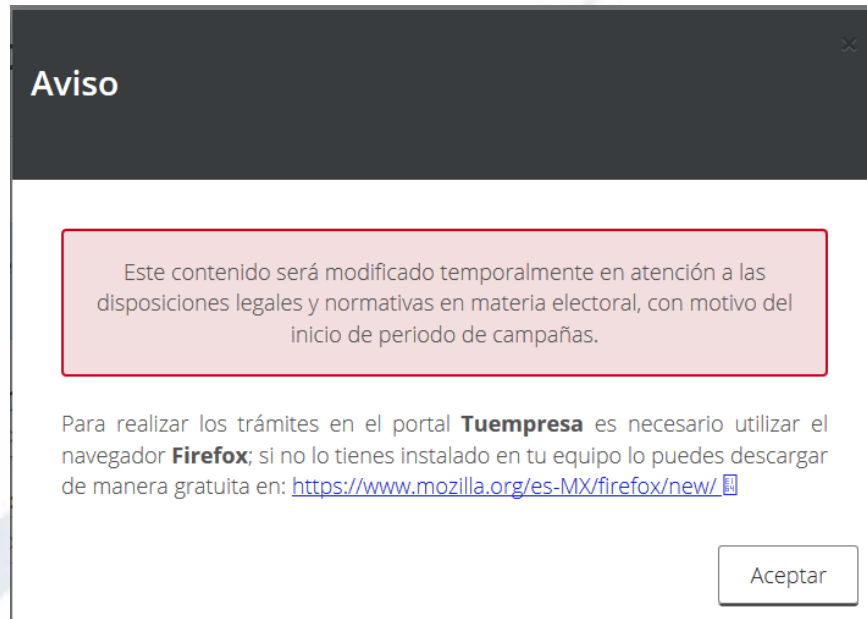 ×
Aviso
Este contenido será modificado temporalmente en atención a las
disposiciones legales y normativas en materia electoral, con motivo del
inicio de periodo de campañas.
Para realizar los trámites en el portal Tuempresa es necesario utilizar el
navegador Firefox; si no lo tienes instalado en tu equipo lo puedes descargar
de manera gratuita en: https://www.mozilla.org/es-MX/firefox/new/
Aceptar